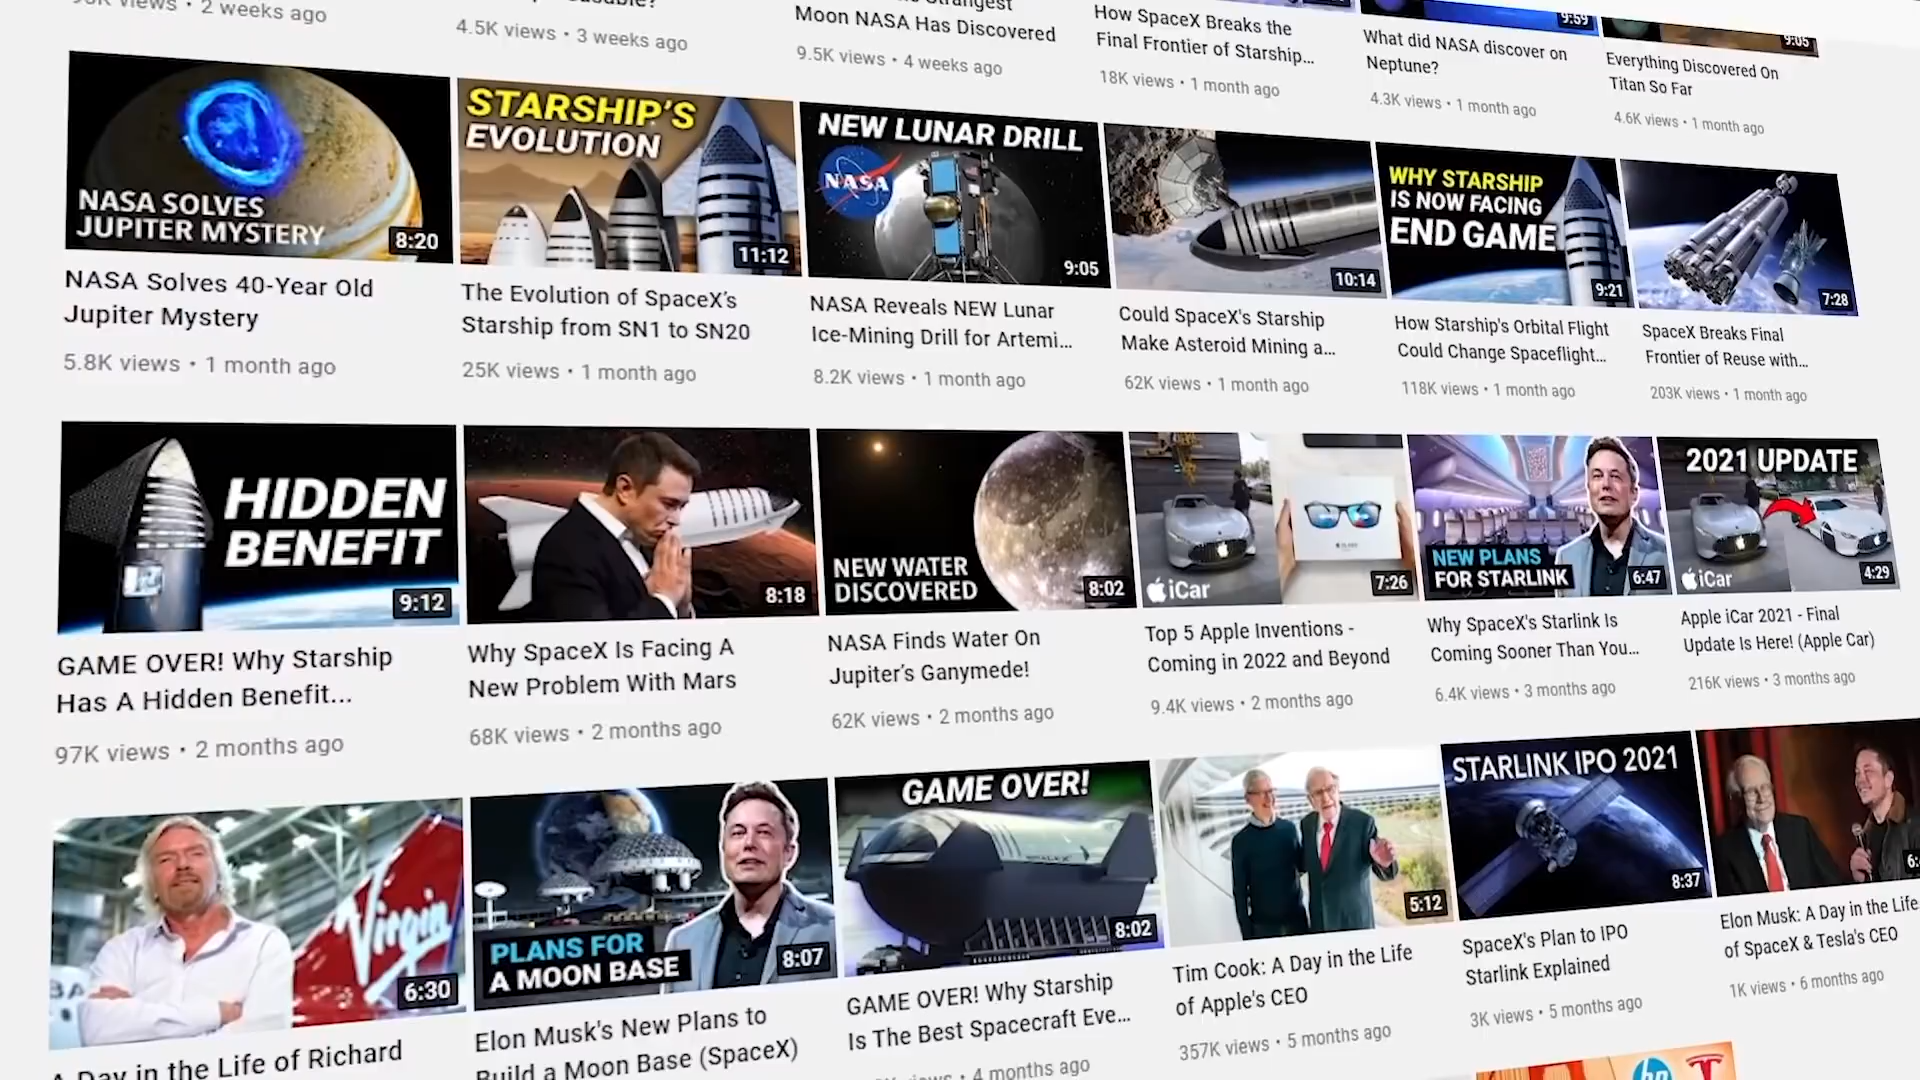 views • 2 weeks ago
4.5K views • 3 weeks ago
Moon NASA Has Discovered
9.5K views • 4 weeks ago
How SpaceX Breaks the
Final Frontier of Starship...
18K views • 1 month ago
9:59
What did NASA discover on
Neptune?
4.3K views • 1 month ago
9:05
Everything Discovered On
Titan So Far
4.6K views • 1 month ago
NASA SOLVES
JUPITER MYSTERY
8:20
NASA Solves 40-Year Old
Jupiter Mystery
5.8K views • 1 month ago
STARSHIP'S
EVOLUTION
11:12
The Evolution of SpaceX's
Starship from SN1 to SN20
25K views • 1 month ago
NEW LUNAR DRILL
NASA
9:05
NASA Reveals NEW Lunar
Ice-Mining Drill for Artemi...
8.2K views • 1 month ago
10:14
Could SpaceX's Starship
Make Asteroid Mining a...
62K views • 1 month ago
WHY STARSHIP
IS NOW FACING
END GAME
9:21
How Starship's Orbital Flight
Could Change Spaceflight...
118K views • 1 month ago
7:28
SpaceX Breaks Final
Frontier of Reuse with...
203K views • 1 month ago
HIDDEN
BENEFIT
9:12
GAME OVER! Why Starship
Has A Hidden Benefit...
97K views • 2 months ago
8:18
Why SpaceX Is Facing A
New Problem With Mars
68K views • 2 months ago
NEW WATER
DISCOVERED
8:02
NASA Finds Water On
Jupiter's Ganymede!
62K views • 2 months ago
iCar
7:26
Top 5 Apple Inventions -
Coming in 2022 and Beyond
9.4K views • 2 months ago
NEW PLANS
FOR STARLINK
6:47
Why SpaceX's Starlink Is
Coming Sooner Than You...
6.4K views • 3 months ago
2021 UPDATE
iCar
4:29
Apple iCar 2021 - Final
Update Is Here! (Apple Car)
216K views • 3 months ago
Virgin
6:30
A Day in the Life of Richard
PLANS FOR
A MOON BASE
8:07
Elon Musk's New Plans to
Build a Moon Base (SpaceX)
GAME OVER!
8:02
GAME OVER! Why Starship
Is The Best Spacecraft Eve...
views • 4 months ago
5:12
Tim Cook: A Day in the Life
of Apple's CEO
357K views • 5 months ago
STARLINK IPO 2021
8:37
SpaceX's Plan to IPO
Starlink Explained
3K views • 5 months ago
Elon Musk: A Day in the Life
of SpaceX & Tesla's CEO
1K views • 6 months ago
hp